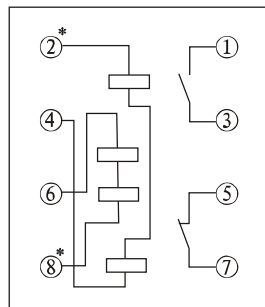 ②* ①
④ ③
⑥ ⑤
⑧* ⑦